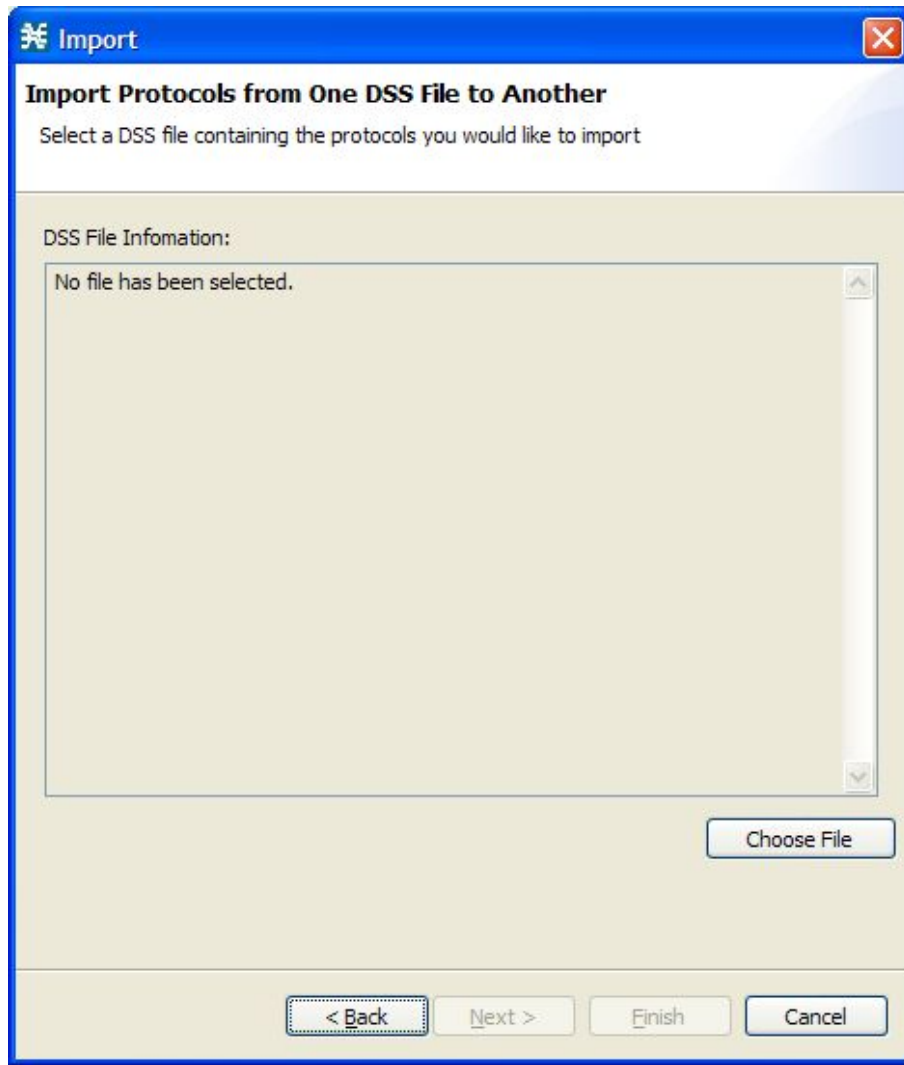 Import
Import Protocols from One DSS File to Another
Select a DSS file containing the protocols you would like to import
DSS File Infomation:
No file has been selected.
Choose File
< Back Next > Finish Cancel